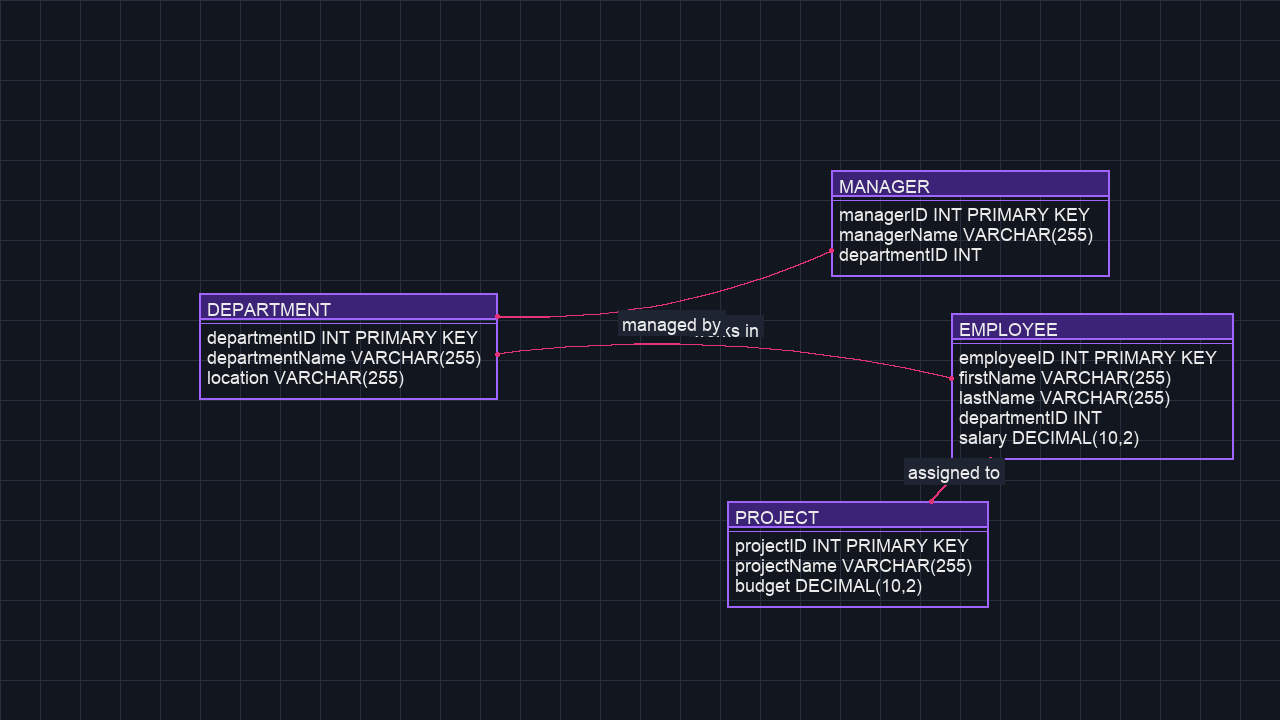 MANAGER
managerID INT PRIMARY KEY
managerName VARCHAR(255)
departmentID INT
DEPARTMENT
departmentID INT PRIMARY KEY
departmentName VARCHAR(255)
location VARCHAR(255)
managed by
in
EMPLOYEE
employeeID INT PRIMARY KEY
firstName VARCHAR(255)
lastName VARCHAR(255)
departmentID INT
salary DECIMAL(10,2)
assigned to
PROJECT
projectID INT PRIMARY KEY
projectName VARCHAR(255)
budget DECIMAL(10,2)